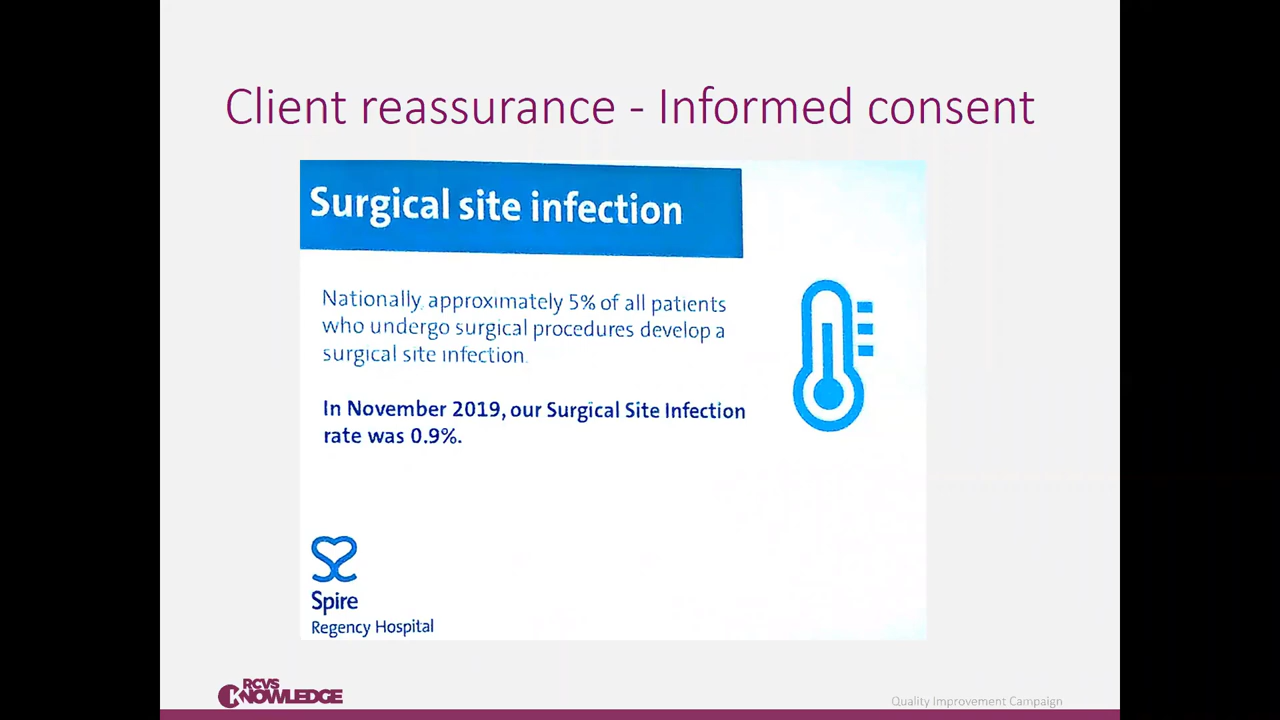 Client reassurance - Informed consent
Surgical site infection
Nationally, approximately 5% of all patients
who undergo surgical procedures develop a
surgical site infection.
In November 2019, our Surgical Site Infection
rate was 0.9%.
Spire
Regency Hospital
RCVS
KNOWLEDGE
Quality Improvement Campaign